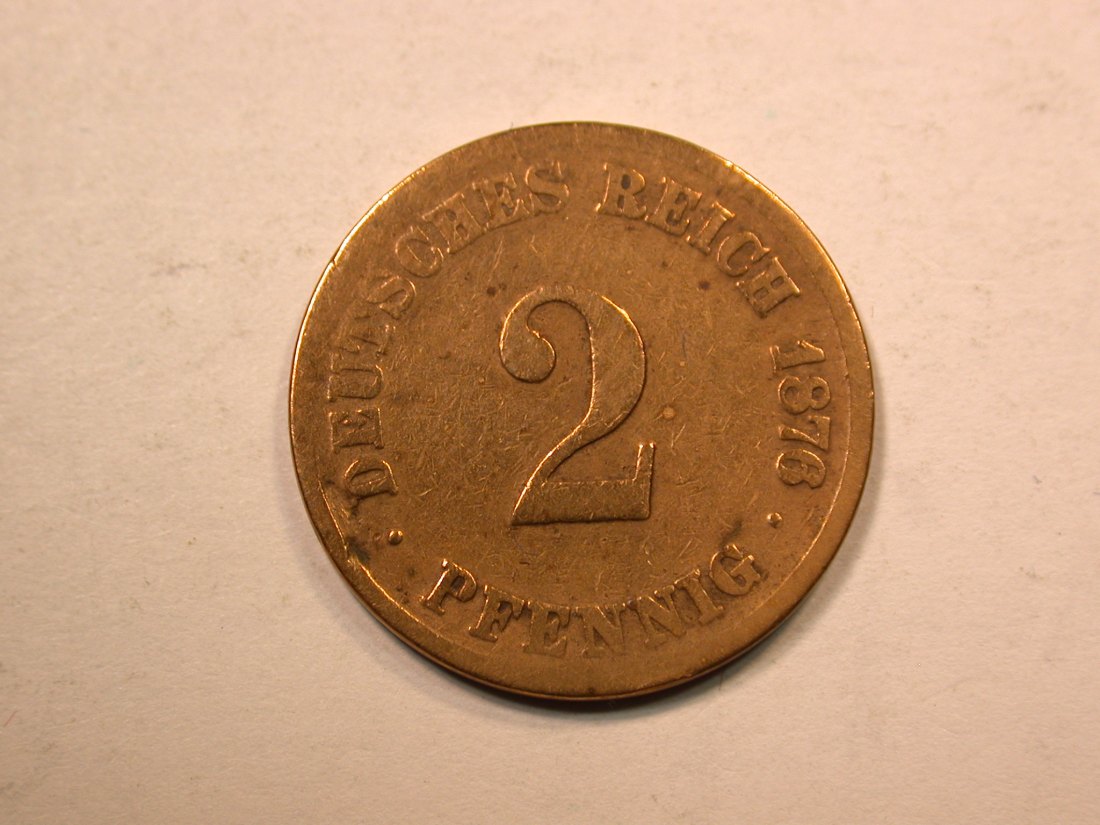 DEUTSCHES REICH 1876
2
· PFENNIG ·